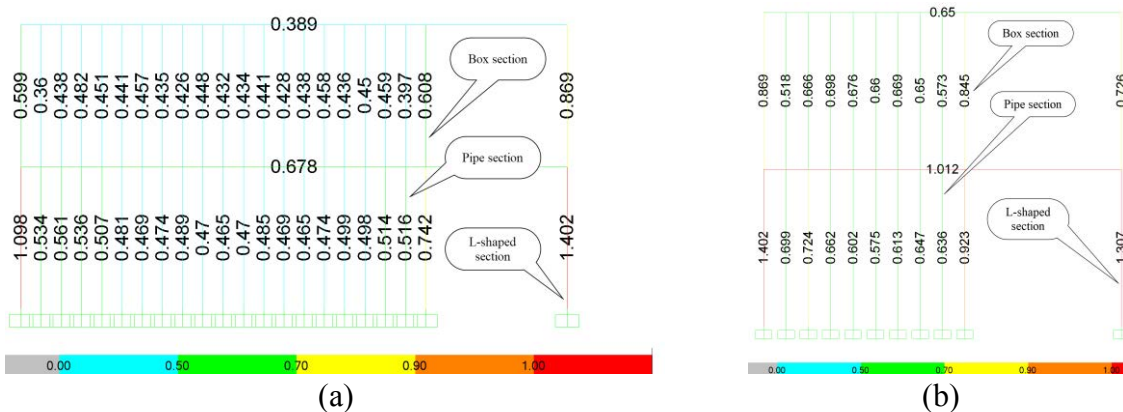 0.389
0.599 0.36 0.438 0.482 0.451 0.441 0.457 0.435 0.426 0.448 0.432 0.434 0.441 0.428 0.438 0.458 0.436 0.45 0.459 0.397 0.608 0.869
Box section
Pipe section
0.678
1.098 0.534 0.561 0.536 0.507 0.481 0.469 0.474 0.489 0.47 0.465 0.47 0.485 0.469 0.465 0.474 0.499 0.498 0.514 0.516 0.742 1.402
L-shaped
section
0.00 0.50 0.70 0.90 1.00
(a)
0.65
Box section
0.869 0.518 0.666 0.698 0.676 0.66 0.669 0.65 0.573 0.845 0.726
Pipe section
1.012
L-shaped
section
1.402 0.699 0.724 0.662 0.602 0.575 0.613 0.647 0.636 0.923 1.307
0.00 0.50 0.70 0.90 1.00
(b)